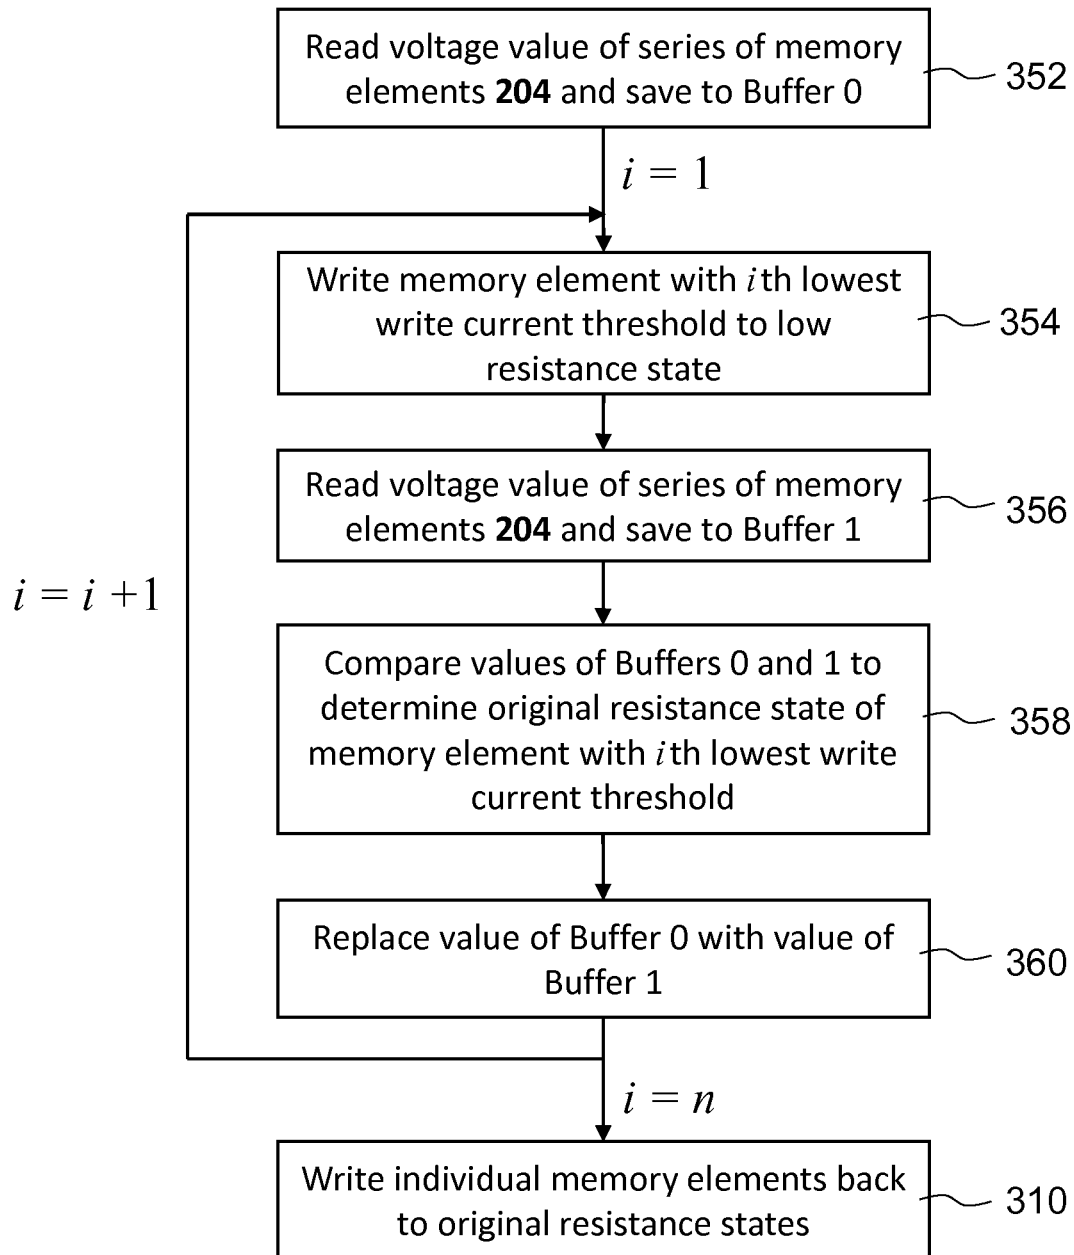 Read voltage value of series of memory
elements 204 and save to Buffer 0
352
i = 1
Write memory element with ith lowest
write current threshold to low
resistance state
354
Read voltage value of series of memory
elements 204 and save to Buffer 1
356
i = i +1
Compare values of Buffers 0 and 1 to
determine original resistance state of
memory element with ith lowest write
current threshold
358
Replace value of Buffer 0 with value of
Buffer 1
360
i = n
Write individual memory elements back
to original resistance states
310